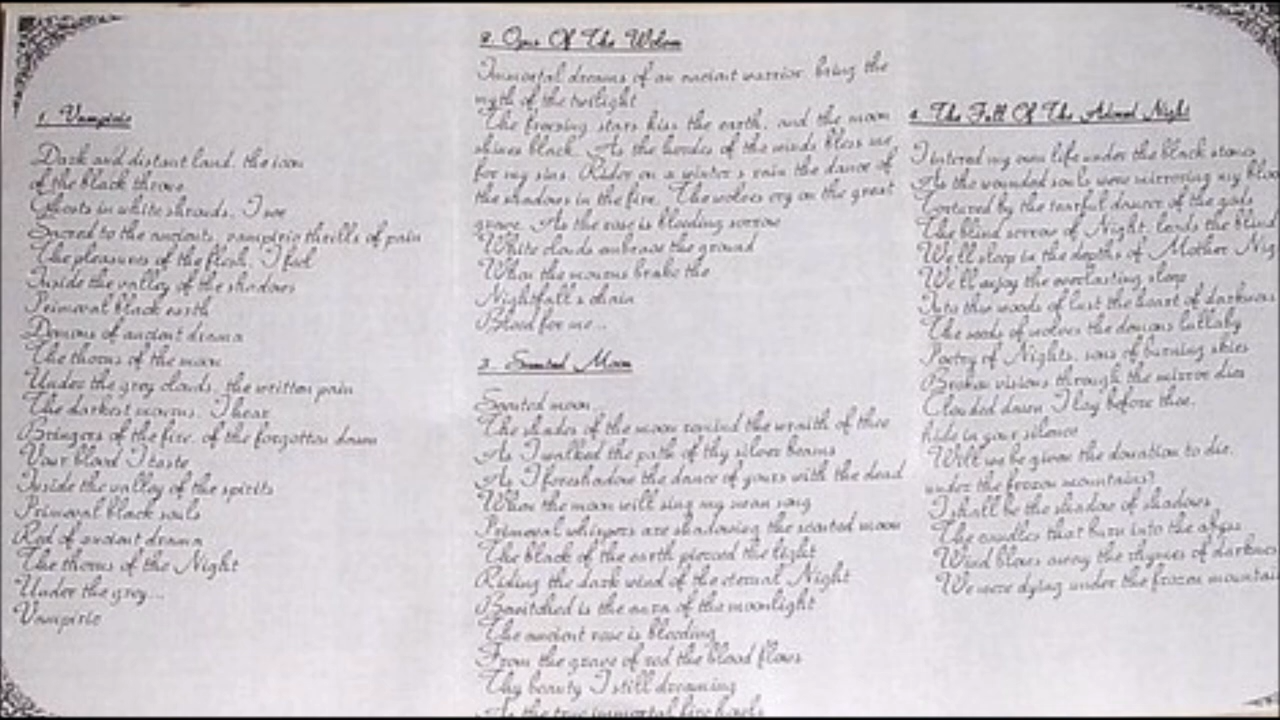 1. Vampiric
Dark and distant land, the icon
of the black throne
Ghosts in white shrouds, I see
Sacred to the ancients, vampiric thrills of pain
The pleasures of the flesh, I feel
Inside the valley of the shadows
Primeval black earth
Demons of ancient drama
The thorns of the moon
Under the grey clouds, the written pain
The darkest mourns, I hear
Bringers of the fire, of the forgotten dawn
Your blood I taste
Inside the valley of the spirits
Primeval black souls
Red of ancient drama
The thorns of the Night
Under the grey...
Vampiric
2. Of The
Immortal dreams of an ancient warrior bring the
myth of the twilight
The freezing stars kiss the earth, and the moon
shines black. As the hordes of the winds bless me
for my sins. Rider on a winter's rain the dance of
the shadows in the fire. The wolves cry on the great
grave. As the rose is bleeding sorrow
White clouds embrace the ground
When the mourns brake the
Nightfall's chain
Blood for me...
3. Scented Moon
Scented moon...
The shades of the moon remind the wraith of thee
As I walked the path of thy silver beams
As I foreshadow the dance of yours with the dead
When the moon will sing my swan song
Primeval whispers are shadowing the scented moon
The black of the earth pierced the light
Riding the dark wind of the eternal Night
Bewitched is the aura of the moonlight
The ancient rose is bleeding
From the grave of red the blood flows
Thy beauty I still dreaming
As the true immortal fire howls
4. The Fall Of The Night
I interred my own life under the black stones
As the wounded souls were mirroring my
Tortured by the tearful dances of the gods
The blind sorrow of Night, leads the blind
We'll sleep in the depths of Mother
We'll enjoy the everlasting sleep
Into the woods of lust the heart of
The seeds of wolves the demons lullaby
Poetry of Nights, sons of burning skies
Broken visions through the mirror dies
Clouded dawn I lay before thee,
hide in your silence
Will we be given the donation to die,
under the frozen mountains?
I shall be the shadow of shadows
The candles that burn into the abyss
Wind blows away the rhymes of
We were dying under the frozen